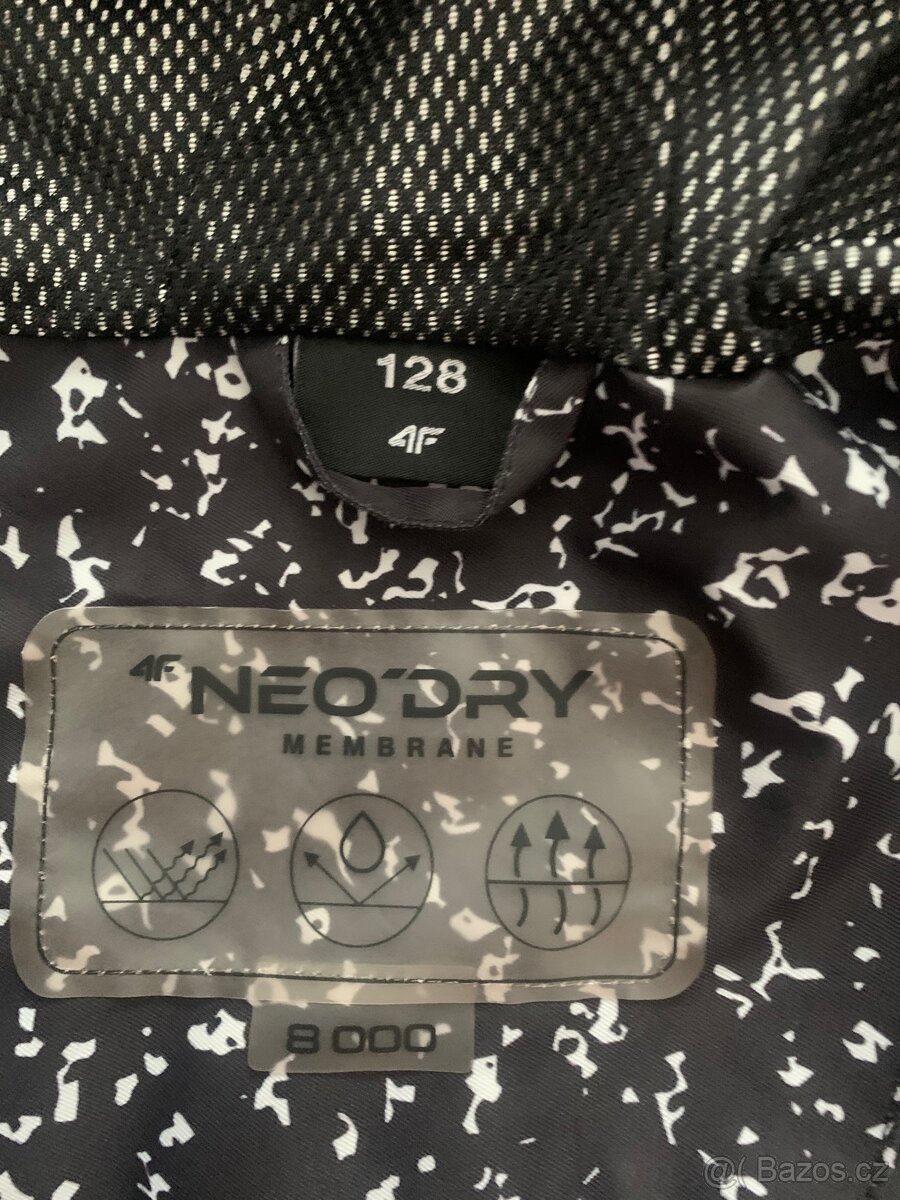 128
4F
4F NEO'DRY
MEMBRANE
8 000
@( Bazos.cz